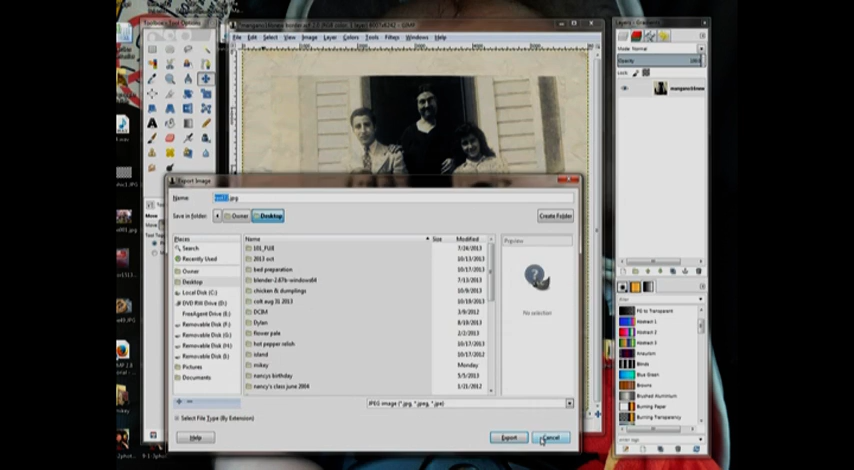 Toolbox - Tool Options
File Edit Select View Image Layer Colors Tools Filters Windows Help
Layers - Gradients
Mode: Normal
Opacity
Lock:
Export Image
Name:
.jpg
Save in folder:
Owner
Desktop
Create Folder
Places
Search
Recently Used
Owner
Desktop
Local Disk (C:)
DVD RW Drive (D:)
FreeAgent Drive (E:)
Removable Disk (F:)
Removable Disk (G:)
Removable Disk (H:)
Removable Disk (I:)
Pictures
Documents
Name Size Modified
101_FUJI 7/24/2013
2013 oct 10/13/2013
bed preparation 10/17/2013
blender-2.67b-windows64 7/13/2013
chicken & dumplings 10/9/2013
colt aug 31 2013 10/18/2013
DCIM 3/9/2012
Dylan 8/10/2013
flower pale 2/2/2013
hot pepper relish 10/17/2013
island 10/17/2012
mikey Monday
nancys birthday 5/5/2013
nancy's class june 2004 1/21/2012
Preview
No selection
JPEG image (*.jpg, *.jpeg, *.jpe)
Select File Type (By Extension)
Help
Export
Cancel
filter
FG to Transparent
Abstract 1
Abstract 2
Abstract 3
Aneurism
Blinds
Blue Green
Browns
Brushed Aluminium
Burning Paper
Burning Transparency
enter tags